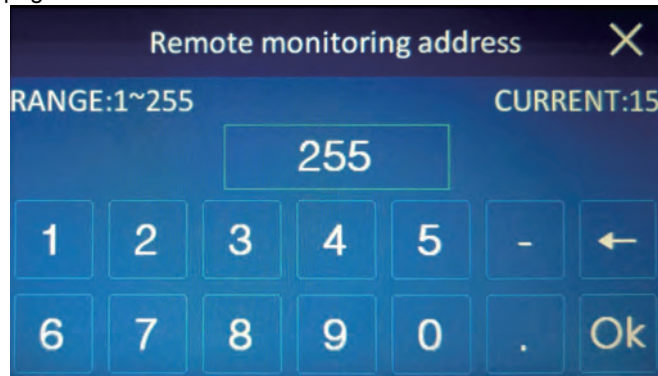 Remote monitoring address ×
RANGE:1~255 CURRENT:15
255
1 2 3 4 5 - ←
6 7 8 9 0 . Ok